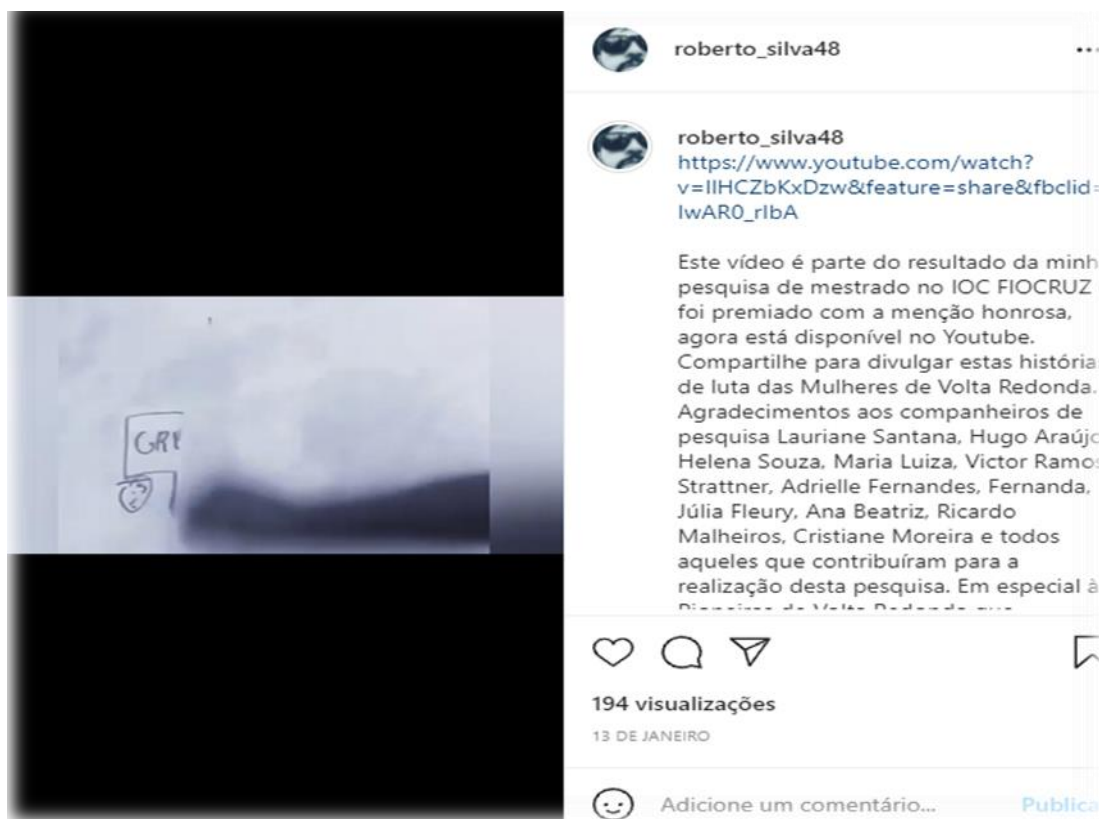 GRI
roberto_silva48
roberto_silva48
https://www.youtube.com/watch?
v=IIHCZbKxDzw&feature=share&fbclid=
IwAR0_rIbA
Este vídeo é parte do resultado da minh
pesquisa de mestrado no IOC FIOCRUZ
foi premiado com a menção honrosa,
agora está disponível no Youtube.
Compartilhe para divulgar estas história
de luta das Mulheres de Volta Redonda.
Agradecimentos aos companheiros de
pesquisa Lauriane Santana, Hugo Araújo
Helena Souza, Maria Luiza, Victor Ramos
Strattner, Adrielle Fernandes, Fernanda,
Júlia Fleury, Ana Beatriz, Ricardo
Malheiros, Cristiane Moreira e todos
aqueles que contribuíram para a
realização desta pesquisa. Em especial à
194 visualizações
13 DE JANEIRO
Adicione um comentário...
Publica